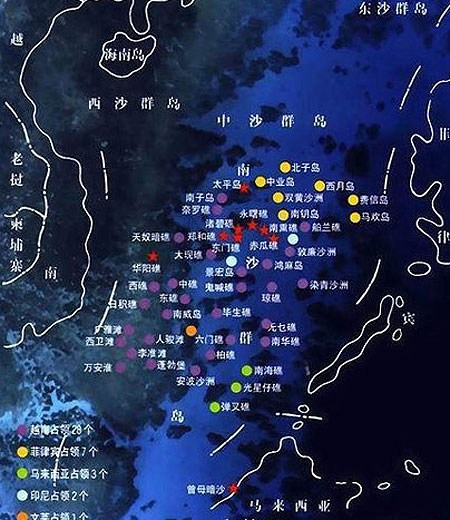 东沙群岛
越
海南岛
西沙群岛
中沙群岛
菲
老挝
南
北子岛
太平岛
中业岛
西月岛
南子岛
双黄沙洲
费信岛
奈罗礁
永曙礁
南钥岛
马欢岛
柬埔寨
渚碧礁
南熏礁
船兰礁
律
天奴暗礁
郑和礁
东门礁
赤瓜礁
华阳礁
大现礁
敦廉沙洲
南
沙
鸿庥岛
景宏岛
西礁
中礁
鬼喊礁
琼礁
染青沙洲
日积礁
东礁
宾
南威岛
毕生礁
广雅滩
无乜礁
西卫滩
人骏滩
六门礁
群
南华礁
李准滩
柏礁
万安滩
蓬勃堡
安波沙洲
南海礁
光星仔礁
岛
弹丸礁
越南占领28个
菲律宾占领7个
马来西亚占领3个
印尼占领2个
文莱占领1个
曾母暗沙
马来西亚